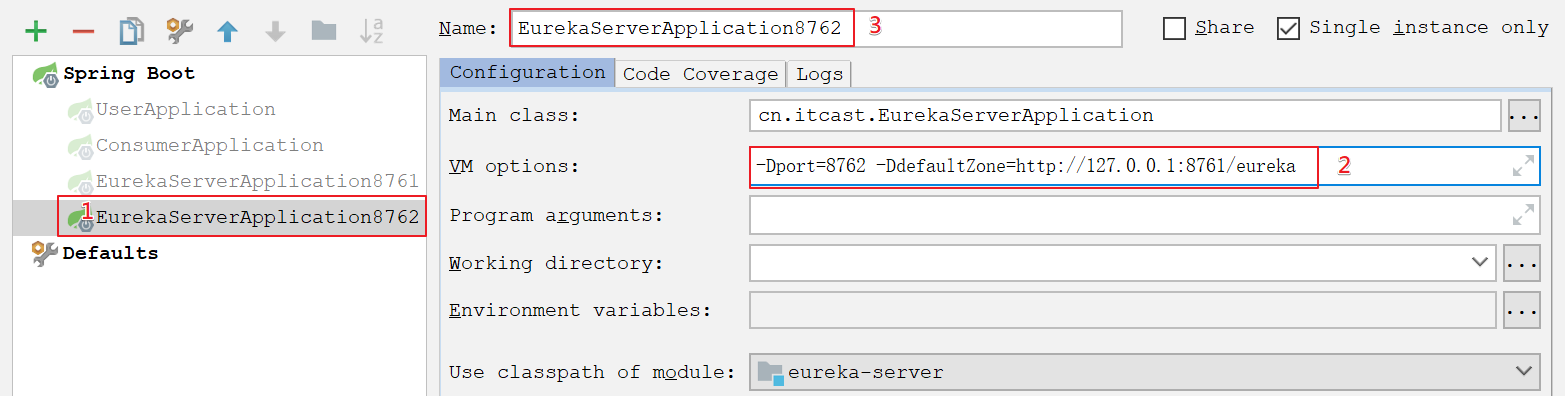 Name: EurekaServerApplication8762 3 Share Single instance only
Spring Boot
UserApplication
ConsumerApplication
EurekaServerApplication8761
1 EurekaServerApplication8762
Defaults
Configuration Code Coverage Logs
Main class: cn.itcast.EurekaServerApplication ...
VM options: -Dport=8762 -DdefaultZone=http://127.0.0.1:8761/eureka 2
Program arguments:
Working directory: ...
Environment variables: ...
Use classpath of module: eureka-server